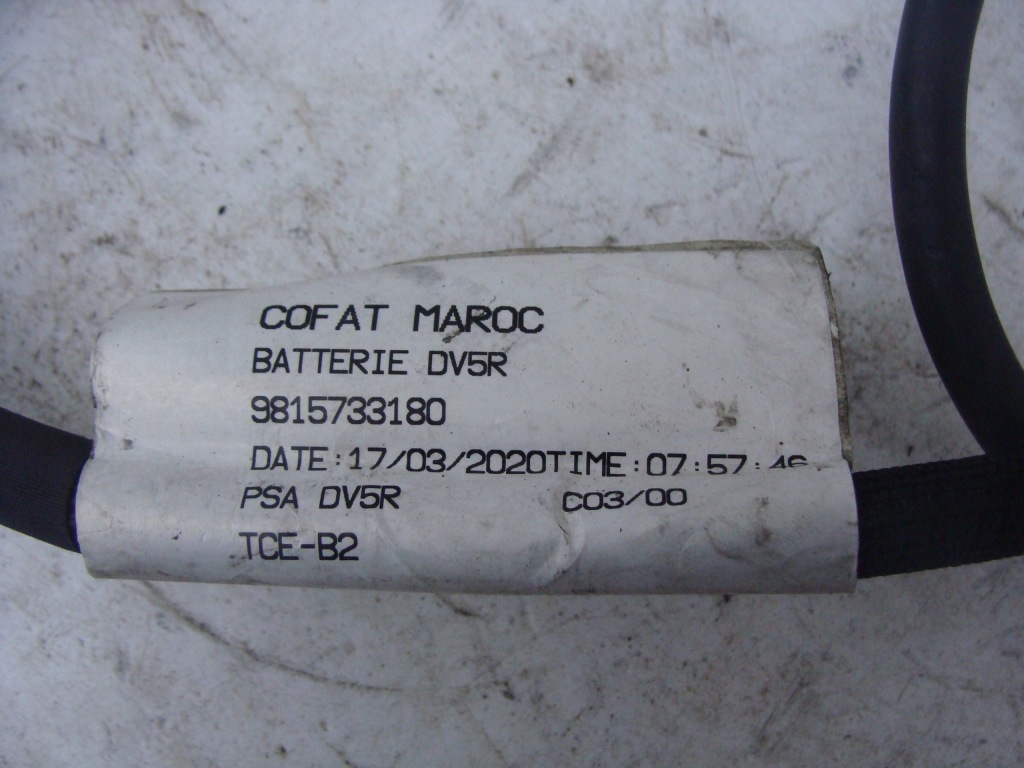 COFAT MAROC
BATTERIE DV5R
9815733180
DATE:17/03/2020TIME:07:57:46
PSA DV5R C03/00
TCE-B2